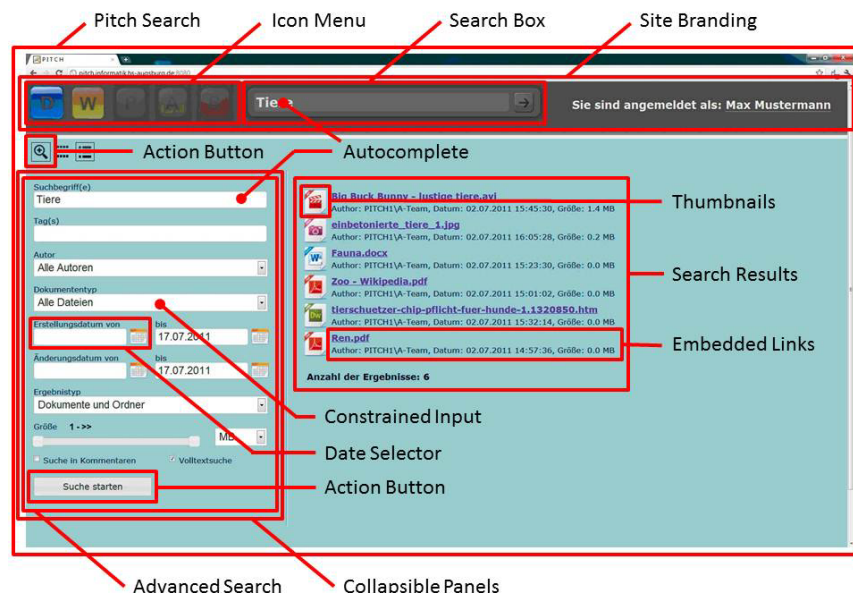 Pitch Search
Icon Menu
Search Box
Site Branding
PITCH
pitch.informatik.hs-augsburg.de:8080
D W P A
Tiere
Sie sind angemeldet als: Max Mustermann
Action Button
Autocomplete
Suchbegriff(e)
Tiere
Tag(s)
Autor
Alle Autoren
Dokumententyp
Alle Dateien
Erstellungsdatum von bis
17.07.2011
Änderungsdatum von bis
17.07.2011
Ergebnistyp
Dokumente und Ordner
Größe 1 - >>
MB
Suche in Kommentaren Volltextsuche
Suche starten
Big Buck Bunny - lustige tiere.avi
Author: PITCH1\A-Team, Datum: 02.07.2011 15:45:30, Größe: 1.4 MB
einbetonierte_tiere_1.jpg
Author: PITCH1\A-Team, Datum: 02.07.2011 16:05:28, Größe: 0.2 MB
Fauna.docx
Author: PITCH1\A-Team, Datum: 02.07.2011 15:23:30, Größe: 0.0 MB
Zoo - Wikipedia.pdf
Author: PITCH1\A-Team, Datum: 02.07.2011 15:01:02, Größe: 0.0 MB
tierschuetzer-chip-pflicht-fuer-hunde-1.1320850.htm
Author: PITCH1\A-Team, Datum: 02.07.2011 15:32:14, Größe: 0.0 MB
Ren.pdf
Author: PITCH1\A-Team, Datum: 02.07.2011 14:57:36, Größe: 0.0 MB
Anzahl der Ergebnisse: 6
Thumbnails
Search Results
Embedded Links
Constrained Input
Date Selector
Action Button
Advanced Search
Collapsible Panels